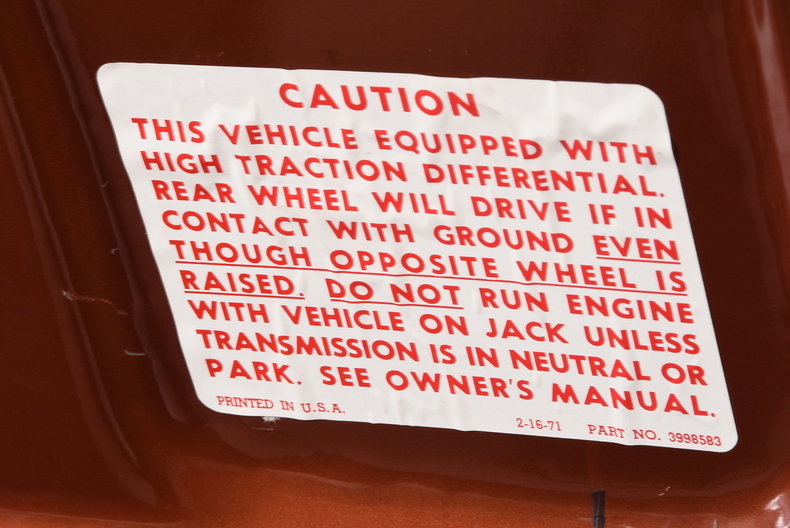 CAUTION
THIS VEHICLE EQUIPPED WITH
HIGH TRACTION DIFFERENTIAL.
REAR WHEEL WILL DRIVE IF IN
CONTACT WITH GROUND EVEN
THOUGH OPPOSITE WHEEL IS
RAISED. DO NOT RUN ENGINE
WITH VEHICLE ON JACK UNLESS
TRANSMISSION IS IN NEUTRAL OR
PARK. SEE OWNER'S MANUAL.
PRINTED IN U.S.A. 2-16-71 PART NO. 3998583